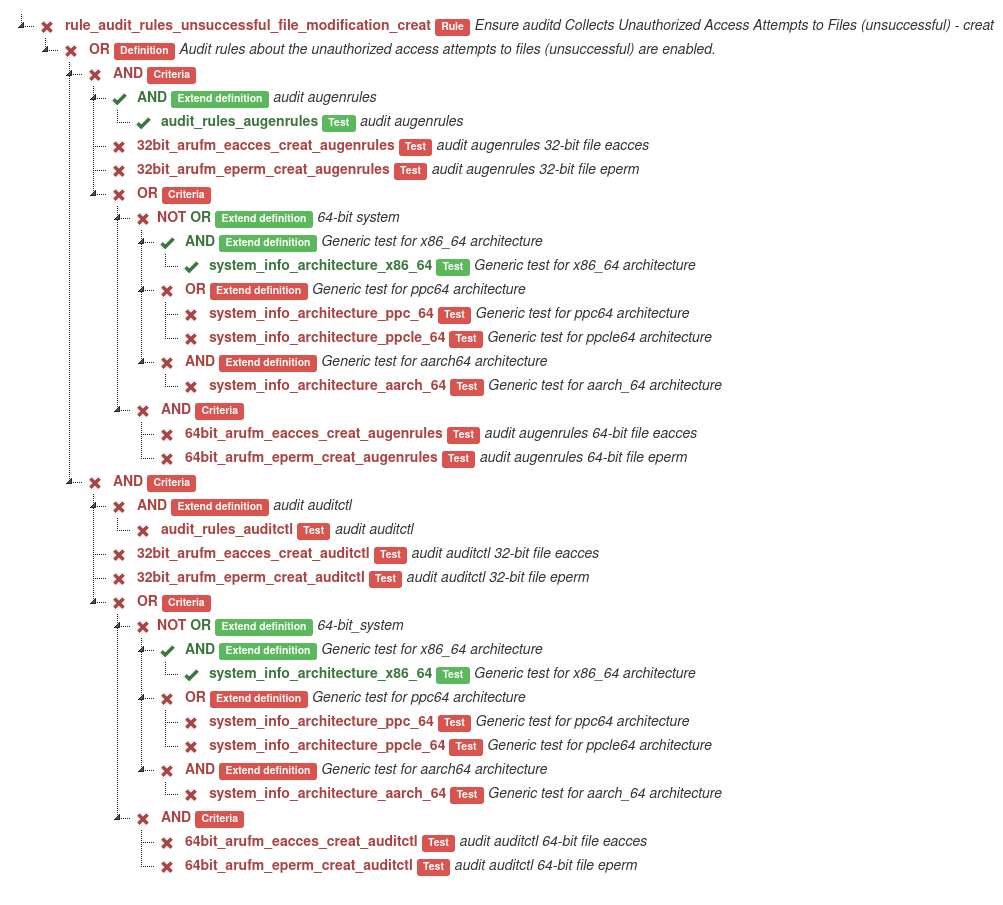 rule_audit_rules_unsuccessful_file_modification_creat Rule Ensure auditd Collects Unauthorized Access Attempts to Files (unsuccessful) - creat
OR Definition Audit rules about the unauthorized access attempts to files (unsuccessful) are enabled.
AND Criteria
AND Extend definition audit augenrules
audit_rules_augenrules Test audit augenrules
32bit_arufm_eacces_creat_augenrules Test audit augenrules 32-bit file eacces
32bit_arufm_eperm_creat_augenrules Test audit augenrules 32-bit file eperm
OR Criteria
NOT OR Extend definition 64-bit system
AND Extend definition Generic test for x86_64 architecture
system_info_architecture_x86_64 Test Generic test for x86_64 architecture
OR Extend definition Generic test for ppc64 architecture
system_info_architecture_ppc_64 Test Generic test for ppc64 architecture
system_info_architecture_ppcle_64 Test Generic test for ppcle64 architecture
AND Extend definition Generic test for aarch64 architecture
system_info_architecture_aarch_64 Test Generic test for aarch_64 architecture
AND Criteria
64bit_arufm_eacces_creat_augenrules Test audit augenrules 64-bit file eacces
64bit_arufm_eperm_creat_augenrules Test audit augenrules 64-bit file eperm
AND Criteria
AND Extend definition audit auditctl
audit_rules_auditctl Test audit auditctl
32bit_arufm_eacces_creat_auditctl Test audit auditctl 32-bit file eacces
32bit_arufm_eperm_creat_auditctl Test audit auditctl 32-bit file eperm
OR Criteria
NOT OR Extend definition 64-bit_system
AND Extend definition Generic test for x86_64 architecture
system_info_architecture_x86_64 Test Generic test for x86_64 architecture
OR Extend definition Generic test for ppc64 architecture
system_info_architecture_ppc_64 Test Generic test for ppc64 architecture
system_info_architecture_ppcle_64 Test Generic test for ppcle64 architecture
AND Extend definition Generic test for aarch64 architecture
system_info_architecture_aarch_64 Test Generic test for aarch_64 architecture
AND Criteria
64bit_arufm_eacces_creat_auditctl Test audit auditctl 64-bit file eacces
64bit_arufm_eperm_creat_auditctl Test audit auditctl 64-bit file eperm